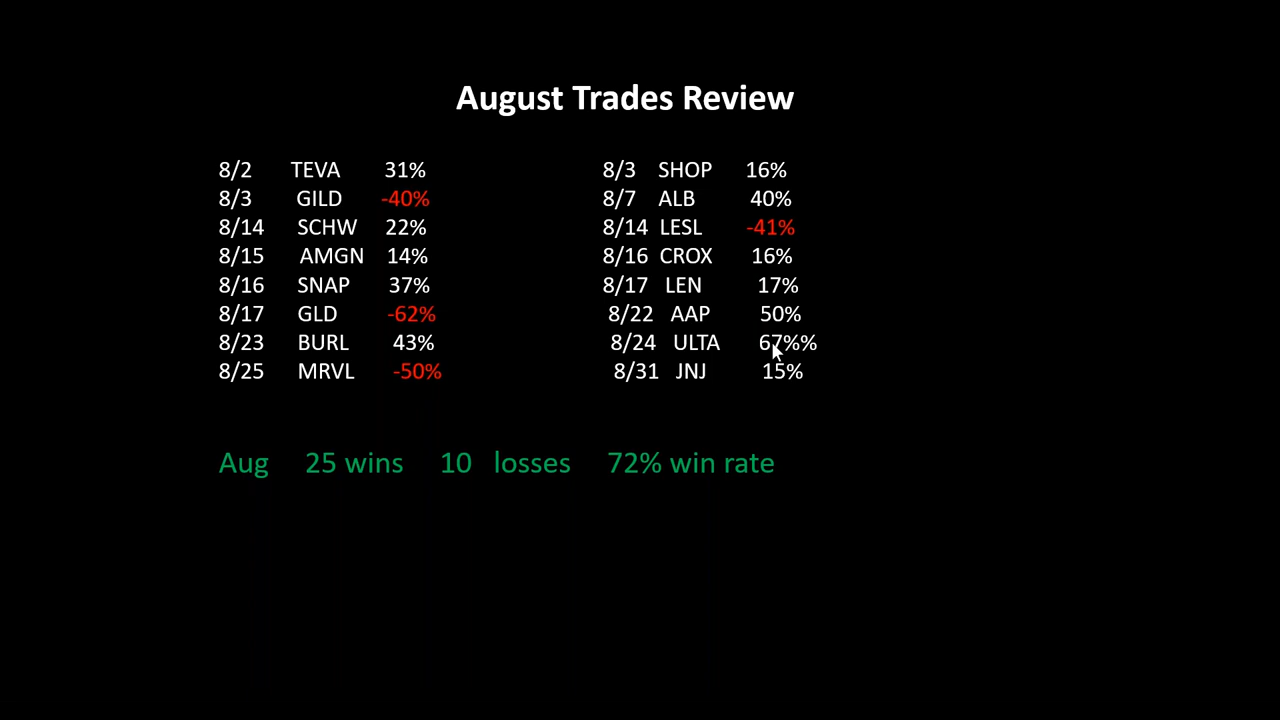 August Trades Review
8/2 TEVA 31% 8/3 SHOP 16%
8/3 GILD -40% 8/7 ALB 40%
8/14 SCHW 22% 8/14 LESL -41%
8/15 AMGN 14% 8/16 CROX 16%
8/16 SNAP 37% 8/17 LEN 17%
8/17 GLD -62% 8/22 AAP 50%
8/23 BURL 43% 8/24 ULTA 67%%
8/25 MRVL -50% 8/31 JNJ 15%
Aug 25 wins 10 losses 72% win rate